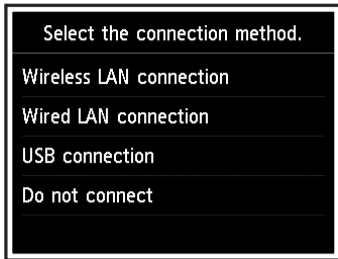 Select the connection method.
Wireless LAN connection
Wired LAN connection
USB connection
Do not connect